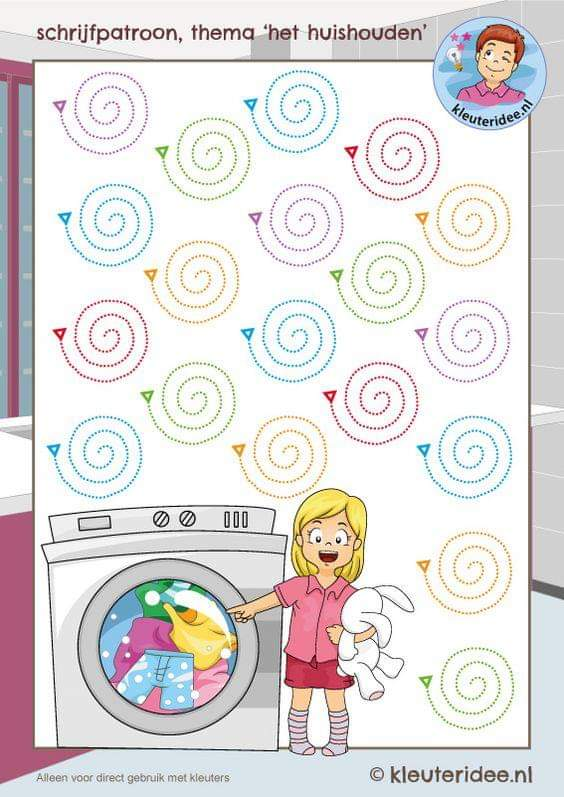 schrijfpatroon, thema ‘het huishouden’
kleuteridee.nl
Alleen voor direct gebruik met kleuters
© kleuteridee.nl